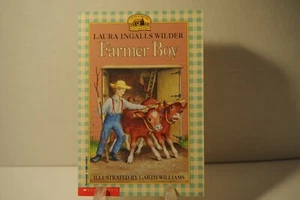 LAURA INGALLS WILDER
Farmer Boy
ILLUSTRATED BY GARTH WILLIAMS